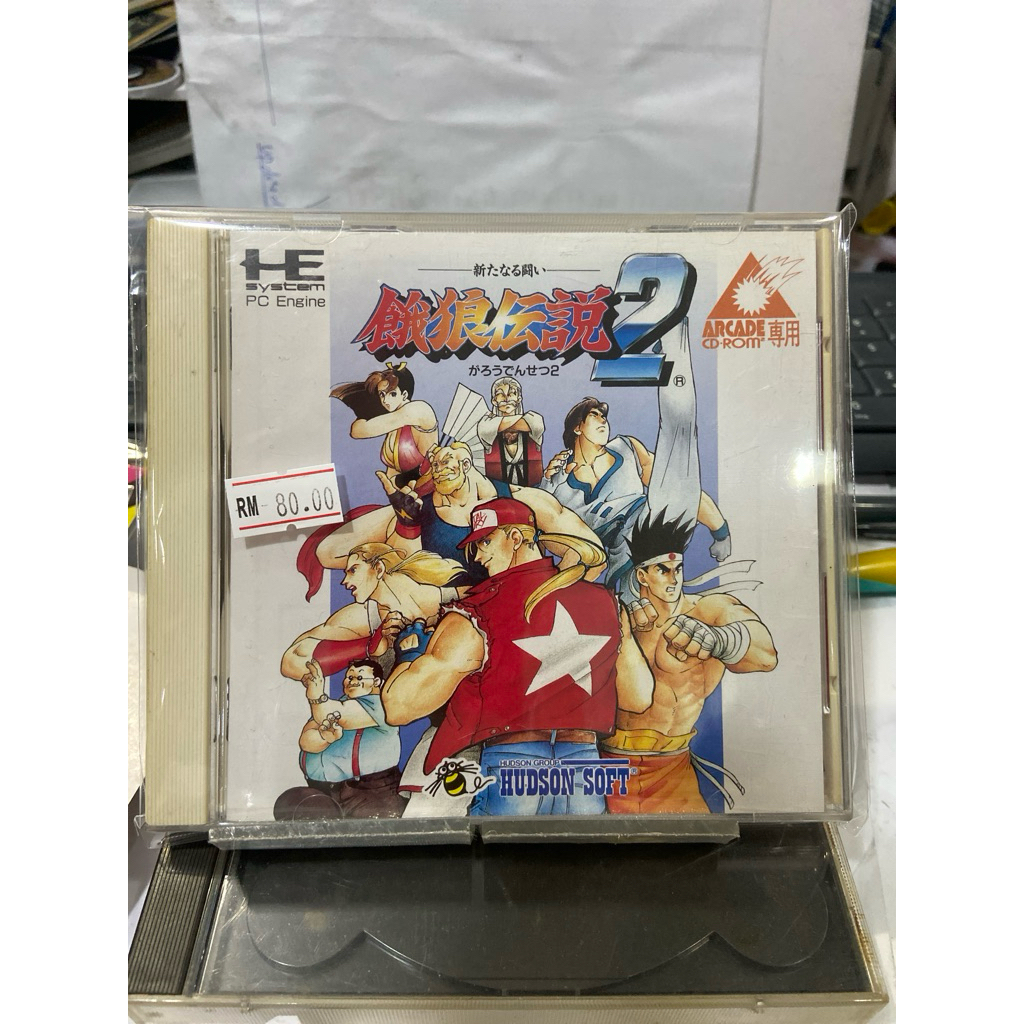 HE
system
PC Engine
新たなる闘い
餓狼伝説2
®
がろうでんせつ2
ARCADE
CD-ROM² 専用
RM 80.00
HUDSON GROUP
HUDSON SOFT®